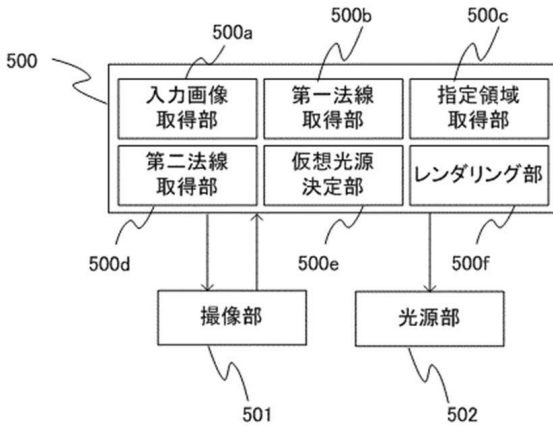 500a
500b
500c
500
入力画像
取得部
第一法線
取得部
指定領域
取得部
第二法線
取得部
仮想光源
決定部
レンダリング部
500d
500e
500f
撮像部
光源部
501
502